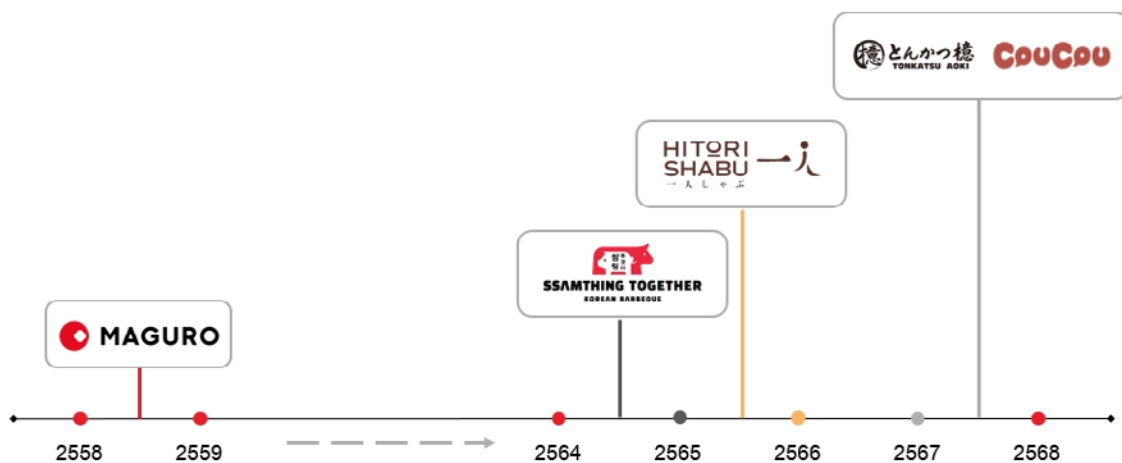 とんかつ檍
TONKATSU AOKI
CouCou
HITORI
SHABU
一人
一人しゃぶ
SSAMTHING TOGETHER
KOREAN BARBEQUE
MAGURO
2558 2559 2564 2565 2566 2567 2568